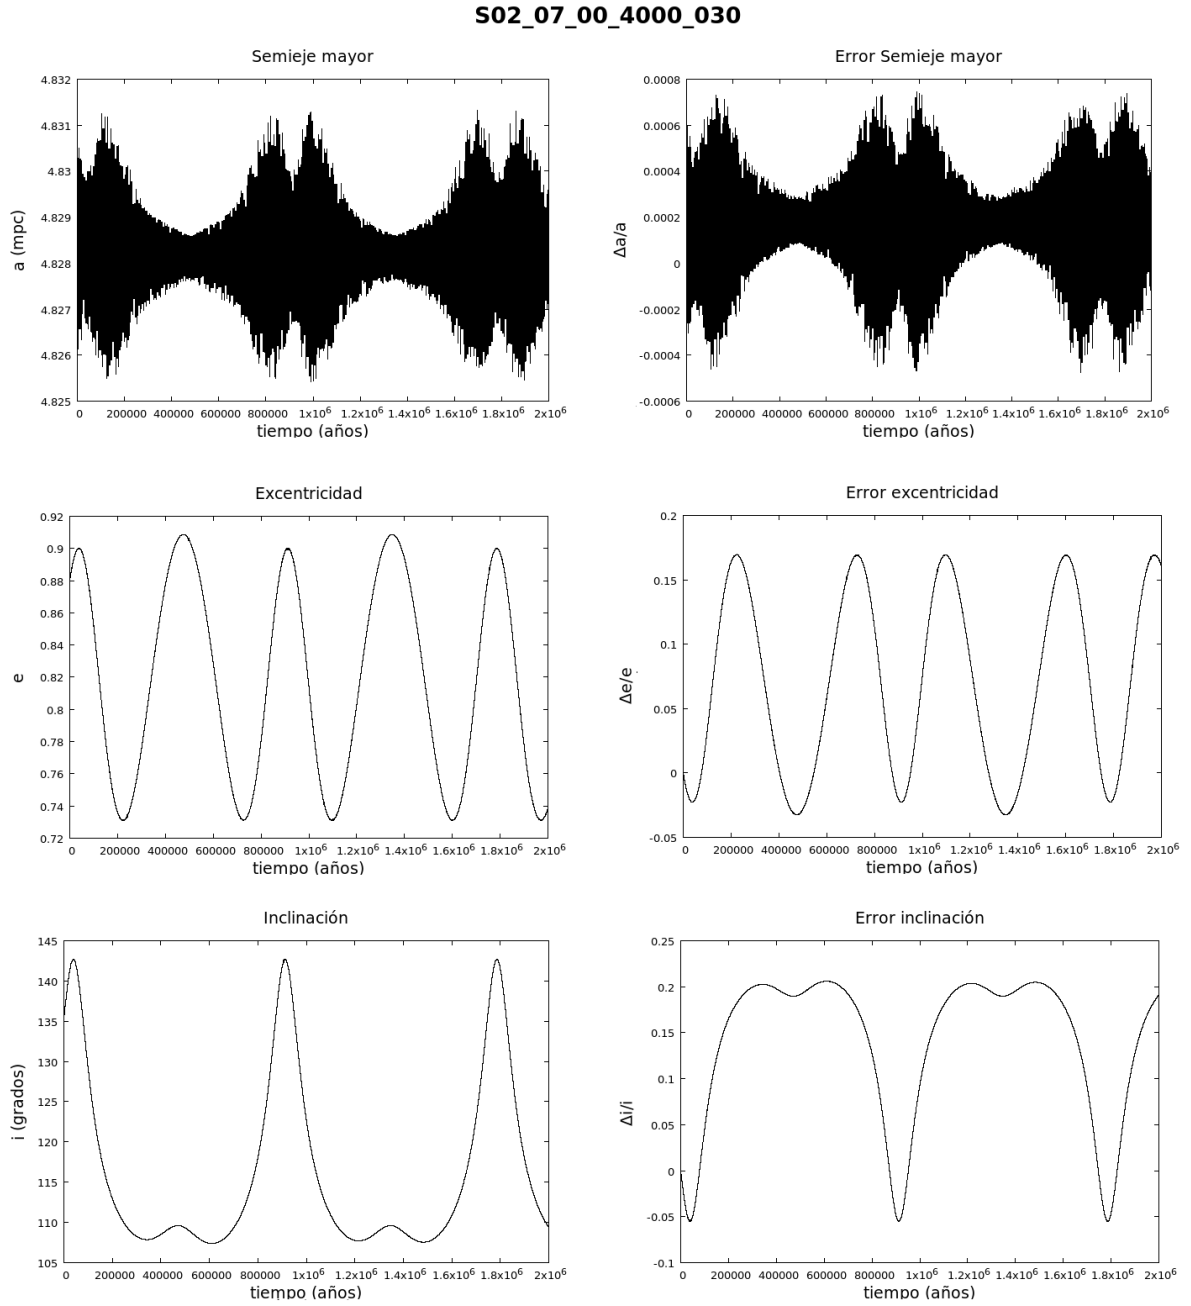 S02_07_00_4000_030
Semieje mayor
a (mpc)
4.832
4.831
4.83
4.829
4.828
4.827
4.826
4.825
0 200000 400000 600000 800000 1x10⁶ 1.2x10⁶ 1.4x10⁶ 1.6x10⁶ 1.8x10⁶ 2x10⁶
tiempo (años)
Error Semieje mayor
Δa/a
0.0008
0.0006
0.0004
0.0002
0
-0.0002
-0.0004
-0.0006
0 200000 400000 600000 800000 1x10⁶ 1.2x10⁶ 1.4x10⁶ 1.6x10⁶ 1.8x10⁶ 2x10⁶
tiempo (años)
Excentricidad
e
0.92
0.9
0.88
0.86
0.84
0.82
0.8
0.78
0.76
0.74
0.72
0 200000 400000 600000 800000 1x10⁶ 1.2x10⁶ 1.4x10⁶ 1.6x10⁶ 1.8x10⁶ 2x10⁶
tiempo (años)
Error excentricidad
Δe/e
0.2
0.15
0.1
0.05
0
-0.05
0 200000 400000 600000 800000 1x10⁶ 1.2x10⁶ 1.4x10⁶ 1.6x10⁶ 1.8x10⁶ 2x10⁶
tiempo (años)
Inclinación
i (grados)
145
140
135
130
125
120
115
110
105
0 200000 400000 600000 800000 1x10⁶ 1.2x10⁶ 1.4x10⁶ 1.6x10⁶ 1.8x10⁶ 2x10⁶
tiempo (años)
Error inclinación
Δi/i
0.25
0.2
0.15
0.1
0.05
0
-0.05
-0.1
0 200000 400000 600000 800000 1x10⁶ 1.2x10⁶ 1.4x10⁶ 1.6x10⁶ 1.8x10⁶ 2x10⁶
tiempo (años)